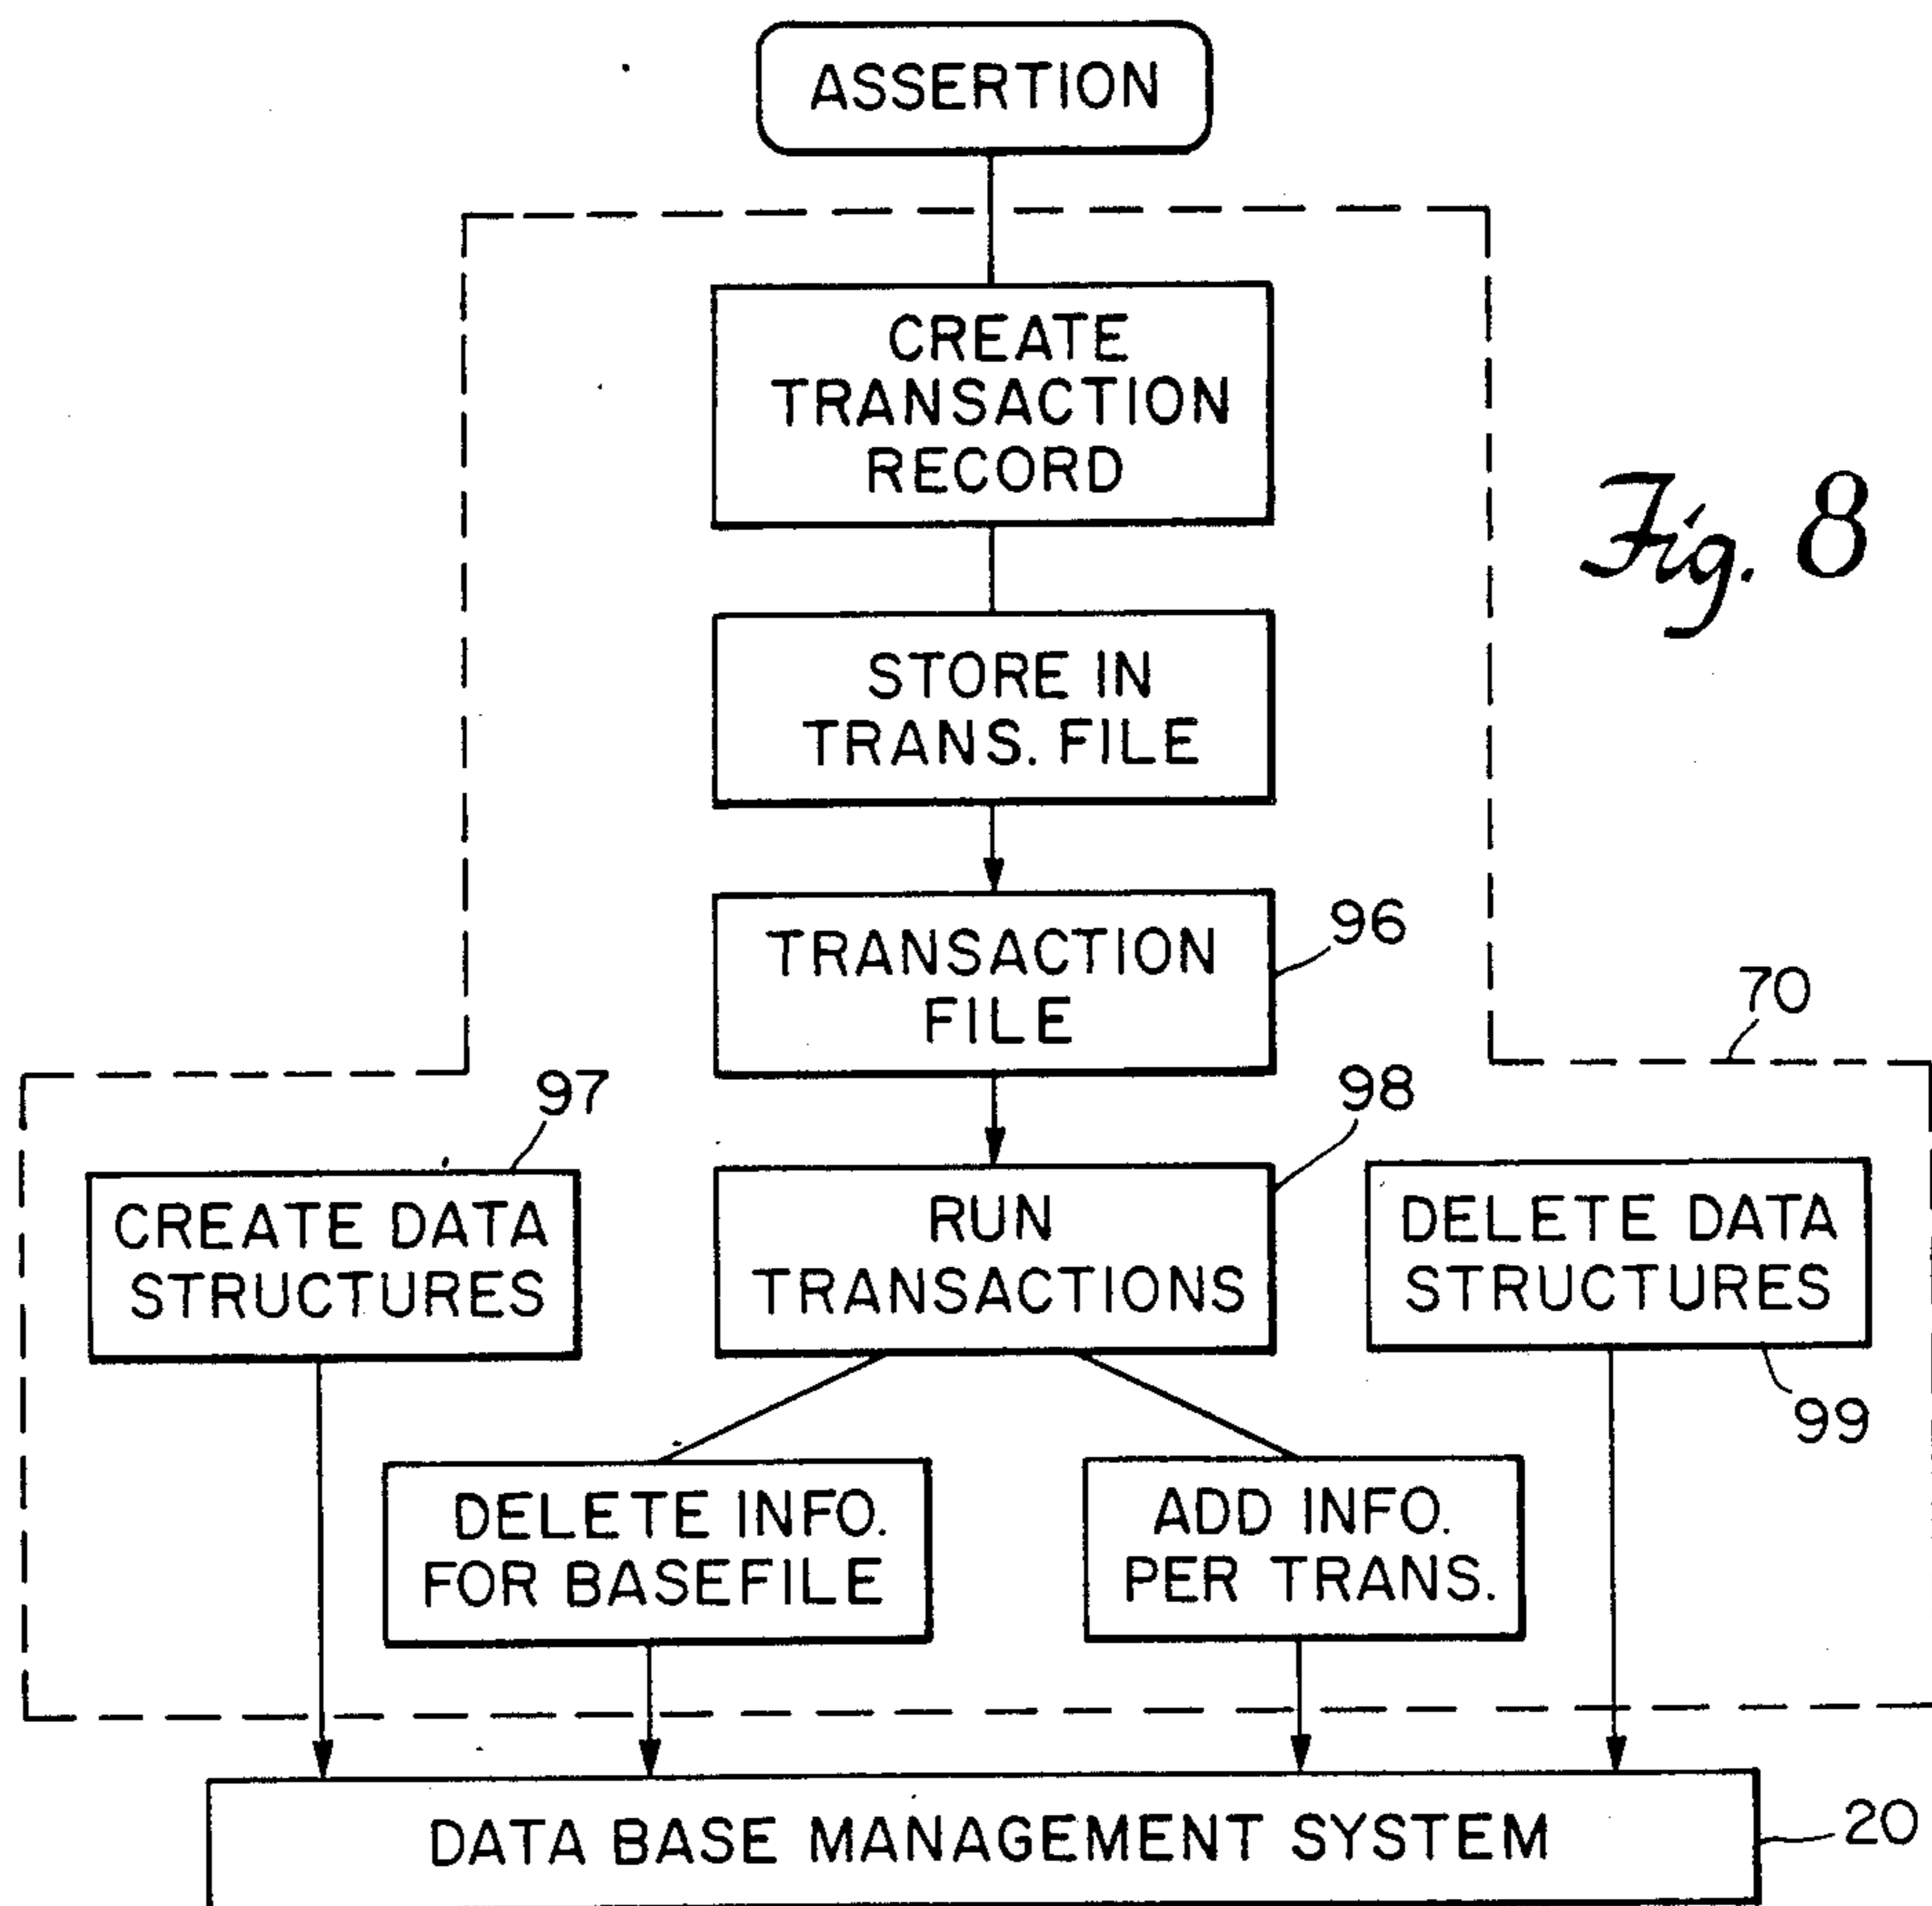 ASSERTION
CREATE
TRANSACTION
RECORD
Fig. 8
STORE IN
TRANS. FILE
TRANSACTION
FILE
96
70
97
98
CREATE DATA
STRUCTURES
RUN
TRANSACTIONS
DELETE DATA
STRUCTURES
99
DELETE INFO.
FOR BASEFILE
ADD INFO.
PER TRANS.
DATA BASE MANAGEMENT SYSTEM
20